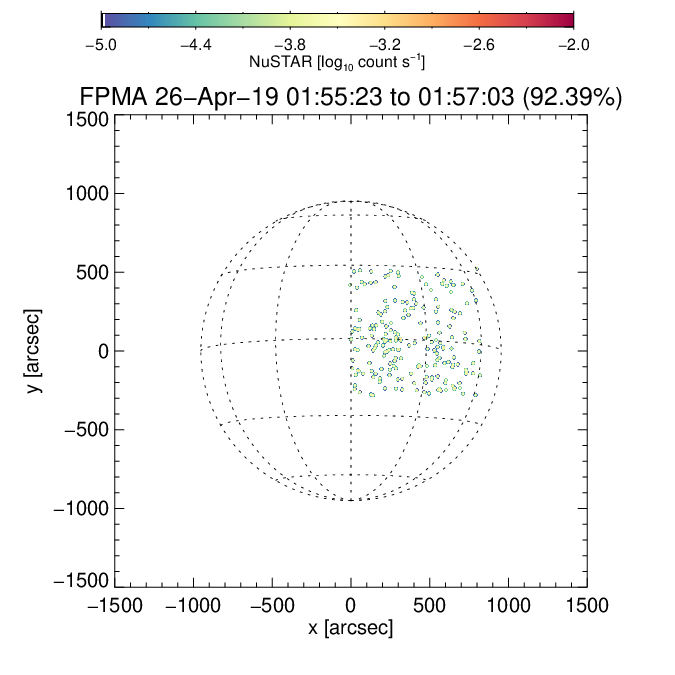 −5.0 −4.4 −3.8 −3.2 −2.6 −2.0
NuSTAR [log₁₀ count s⁻¹]
FPMA 26−Apr−19 01:55:23 to 01:57:03 (92.39%)
1500
1000
500
0
−500
−1000
−1500
y [arcsec]
−1500 −1000 −500 0 500 1000 1500
x [arcsec]